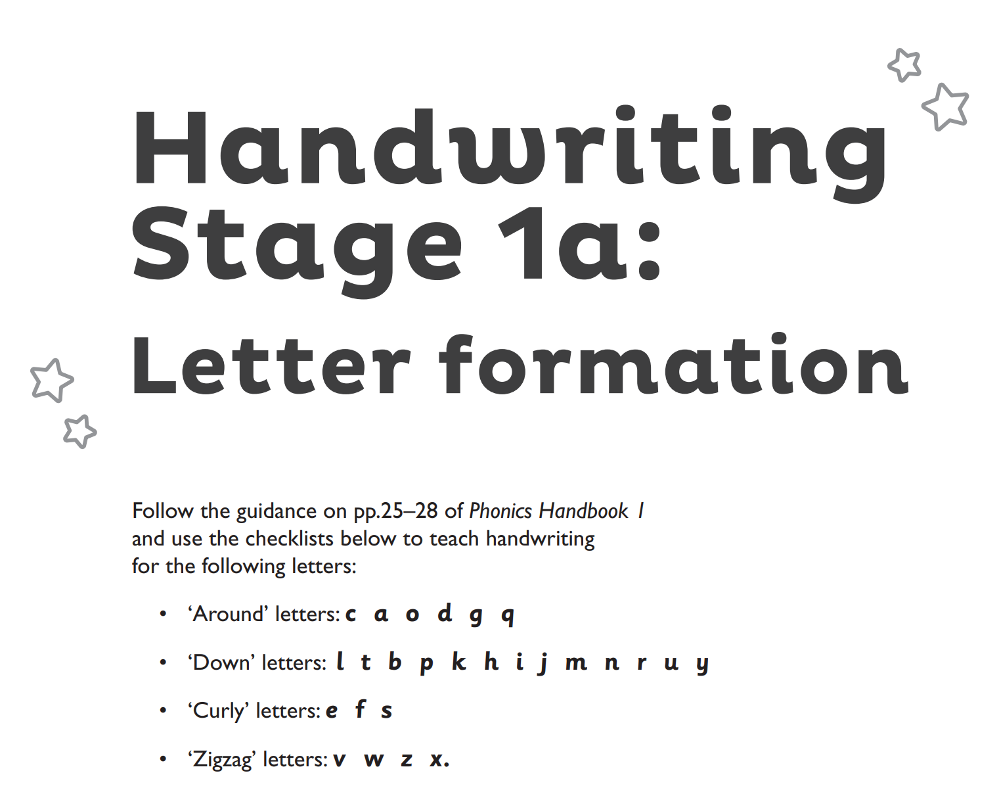 Handwriting
Stage 1a:
Letter formation
Follow the guidance on pp.25–28 of Phonics Handbook 1
and use the checklists below to teach handwriting
for the following letters:
• ‘Around’ letters: c a o d g q
• ‘Down’ letters: l t b p k h i j m n r u y
• ‘Curly’ letters: e f s
• ‘Zigzag’ letters: v w z x.